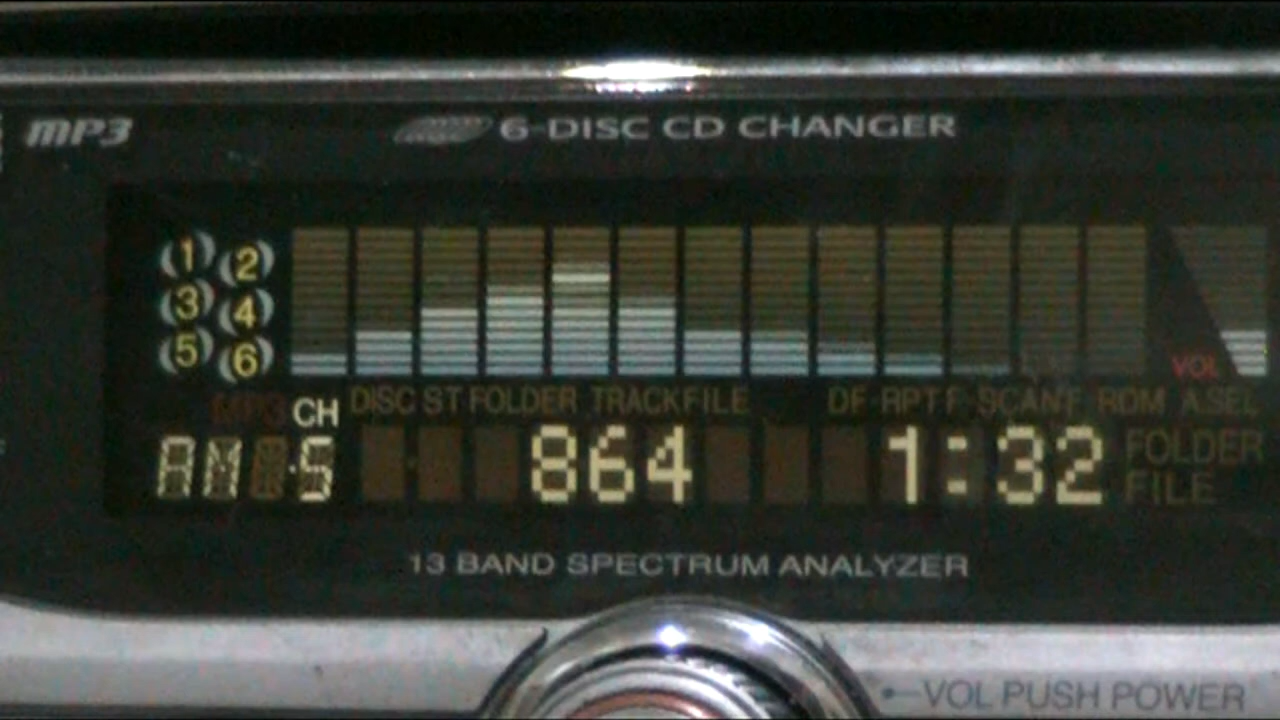 MP3 6-DISC CD CHANGER
1 2
3 4
5 6
VOL
MP3 CH DISC ST FOLDER TRACK FILE DF RPT F SCAN F ROM A.SEL
AM 5 864 1:32 FOLDER
FILE
13 BAND SPECTRUM ANALYZER
VOL PUSH POWER